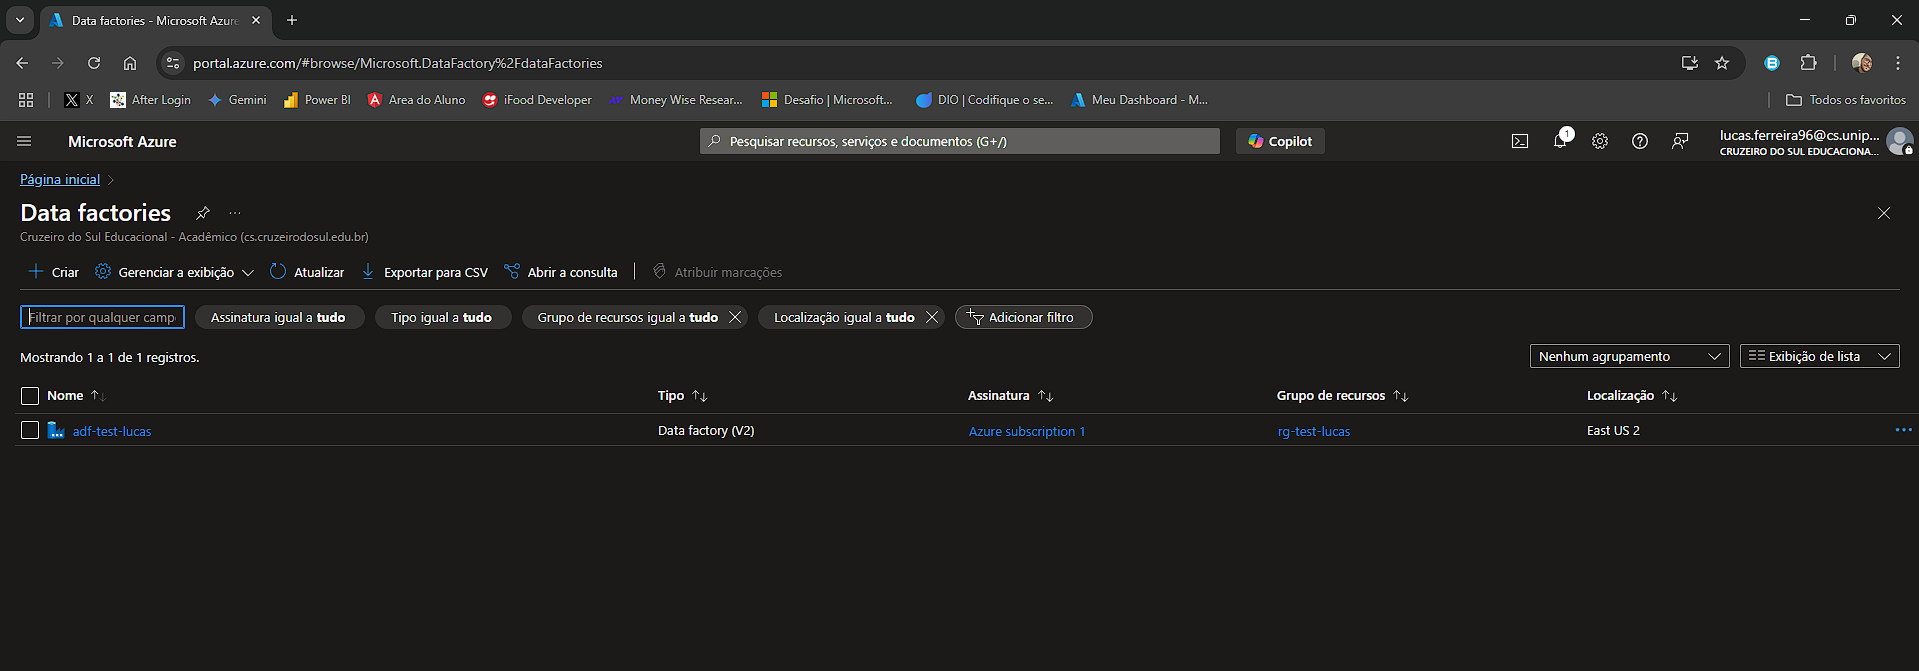 Data factories - Microsoft Azure
portal.azure.com/#browse/Microsoft.DataFactory%2FdataFactories
X After Login Gemini Power BI Area do Aluno iFood Developer Money Wise Resear... Desafio | Microsoft... DIO | Codifique o se... Meu Dashboard - M... Todos os favoritos
Microsoft Azure Pesquisar recursos, serviços e documentos (G+/) Copilot 1 lucas.ferreira96@cs.unip...
CRUZEIRO DO SUL EDUCACIONA...
Página inicial
Data factories ...
Cruzeiro do Sul Educacional - Acadêmico (cs.cruzeirodosul.edu.br)
Criar Gerenciar a exibição Atualizar Exportar para CSV Abrir a consulta Atribuir marcações
Filtrar por qualquer camp Assinatura igual a tudo Tipo igual a tudo Grupo de recursos igual a tudo Localização igual a tudo Adicionar filtro
Mostrando 1 a 1 de 1 registros. Nenhum agrupamento Exibição de lista
Nome Tipo Assinatura Grupo de recursos Localização
adf-test-lucas Data factory (V2) Azure subscription 1 rg-test-lucas East US 2 ...